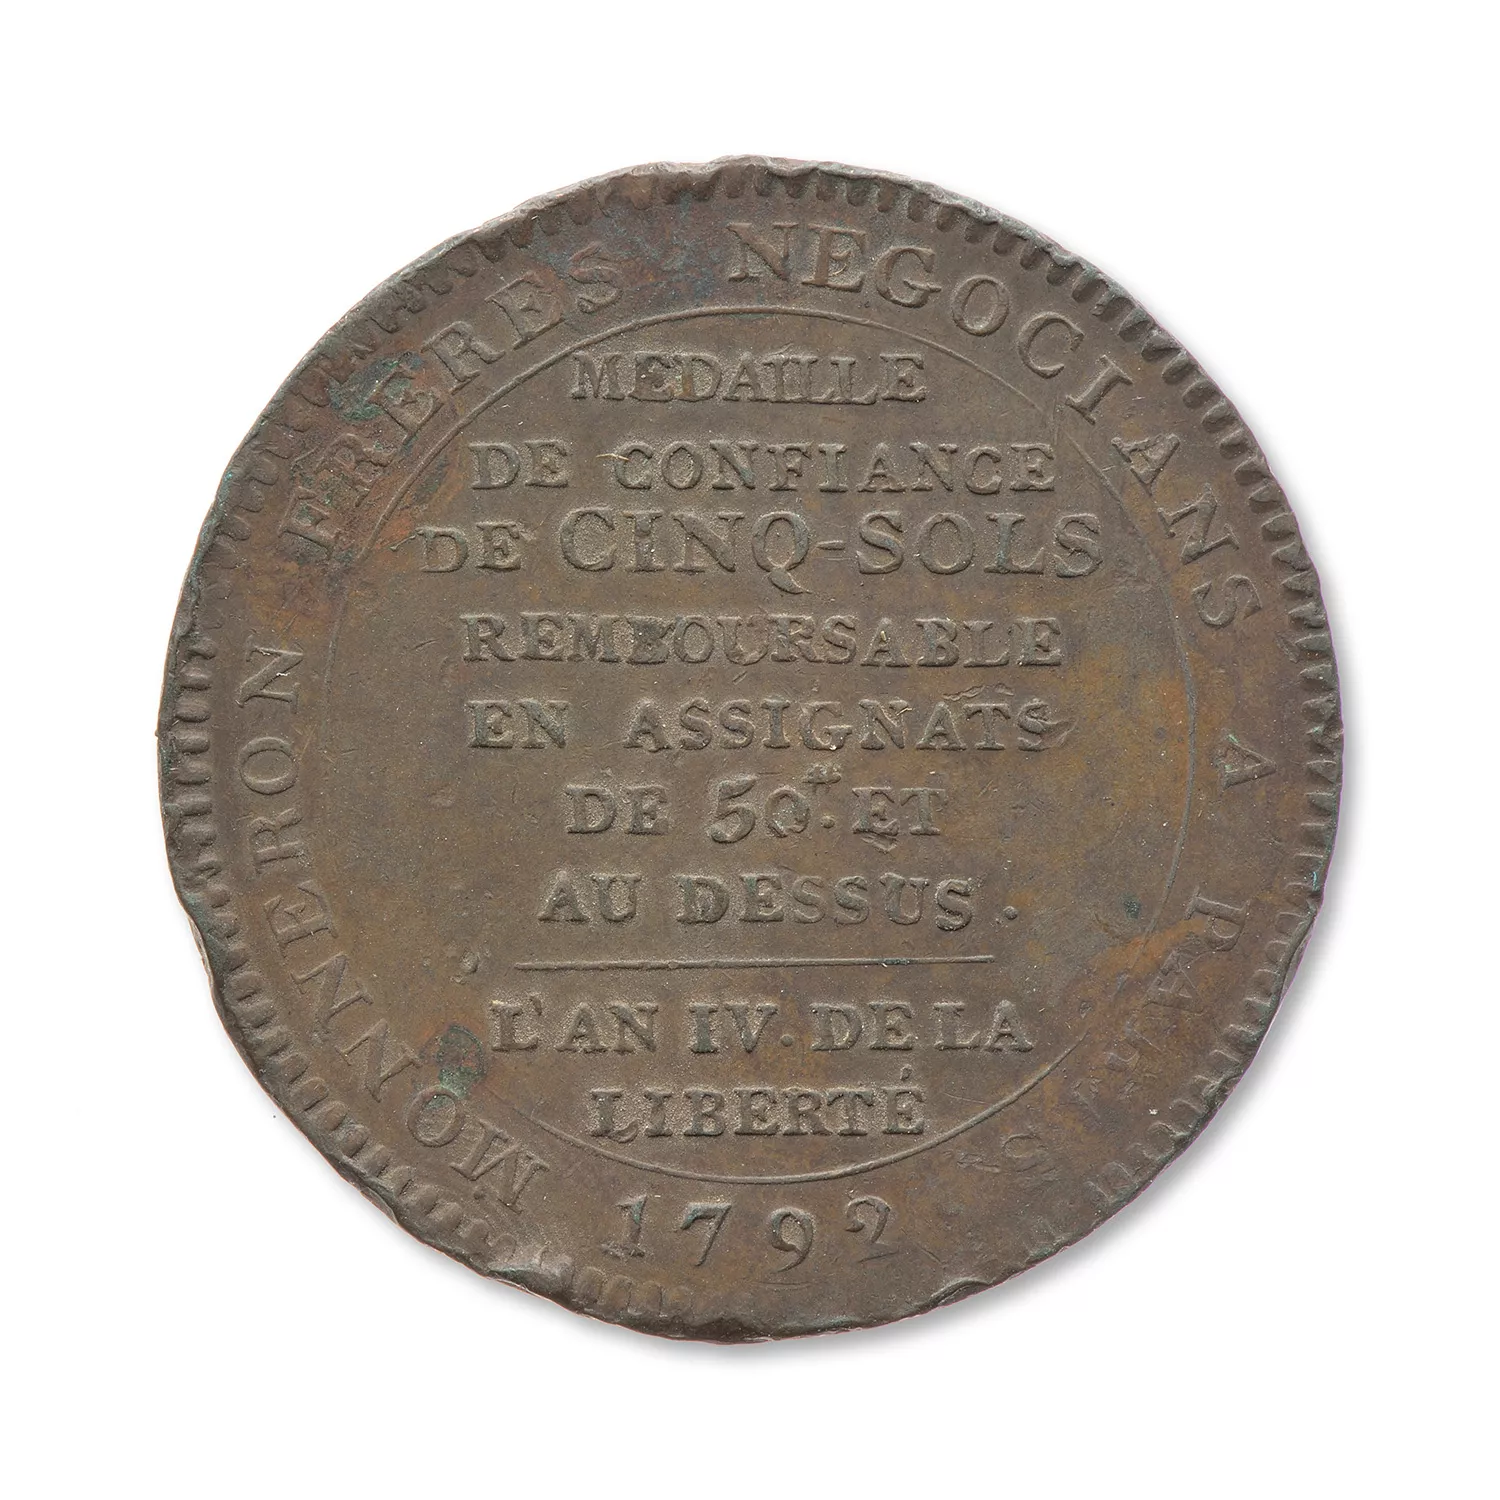 MONNERON FRERES NEGOCIANS A PARIS
MEDAILLE
DE CONFIANCE
DE CINQ-SOLS
REMBOURSABLE
EN ASSIGNATS
DE 50.₶ ET
AU DESSUS.
L'AN IV. DE LA
LIBERTÉ
1792